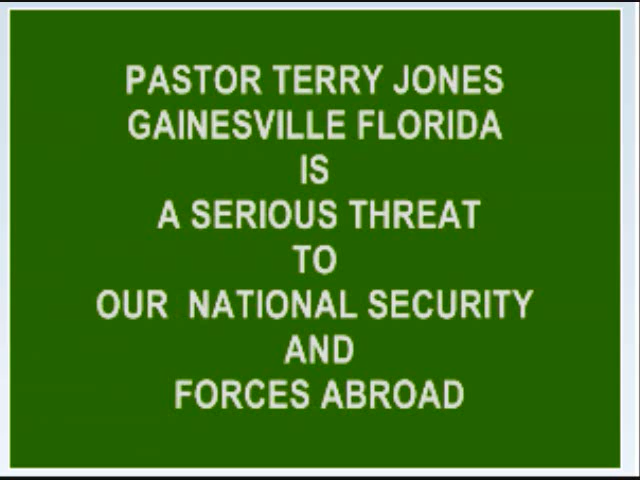 PASTOR TERRY JONES
GAINESVILLE FLORIDA
IS
A SERIOUS THREAT
TO
OUR NATIONAL SECURITY
AND
FORCES ABROAD